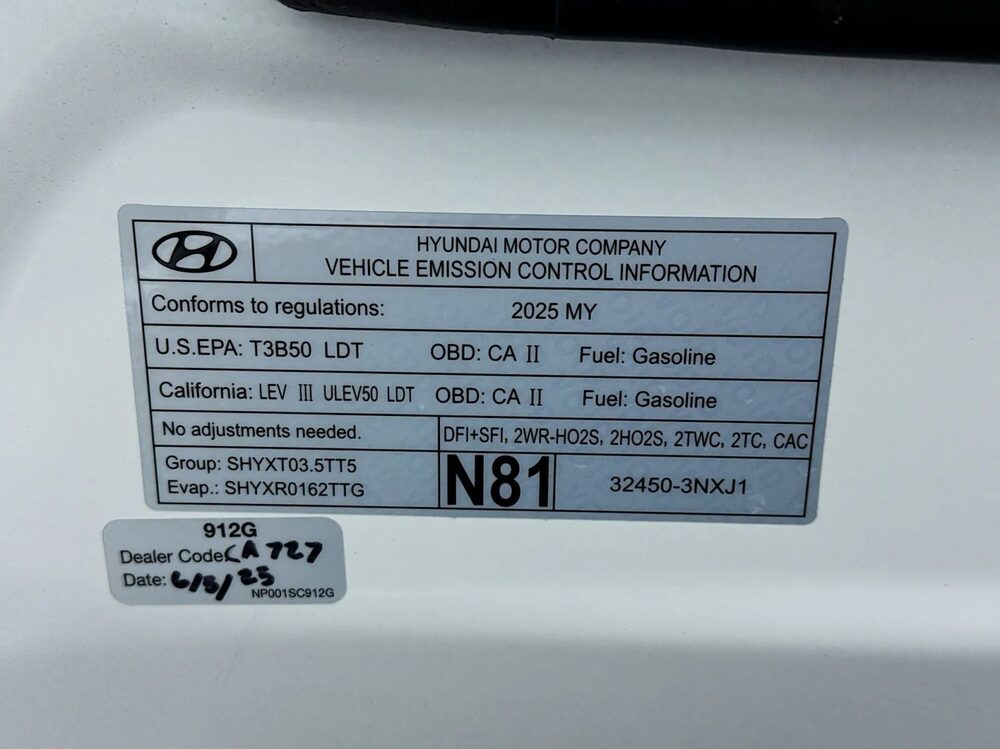 HYUNDAI MOTOR COMPANY
VEHICLE EMISSION CONTROL INFORMATION
Conforms to regulations: 2025 MY
U.S.EPA: T3B50 LDT OBD: CA II Fuel: Gasoline
California: LEV III ULEV50 LDT OBD: CA II Fuel: Gasoline
No adjustments needed. DFI+SFI, 2WR-HO2S, 2HO2S, 2TWC, 2TC, CAC
Group: SHYXT03.5TT5
Evap.: SHYXR0162TTG
N81
32450-3NXJ1
912G
Dealer Code: CA 727
Date: 6/5/25
NP001SC912G